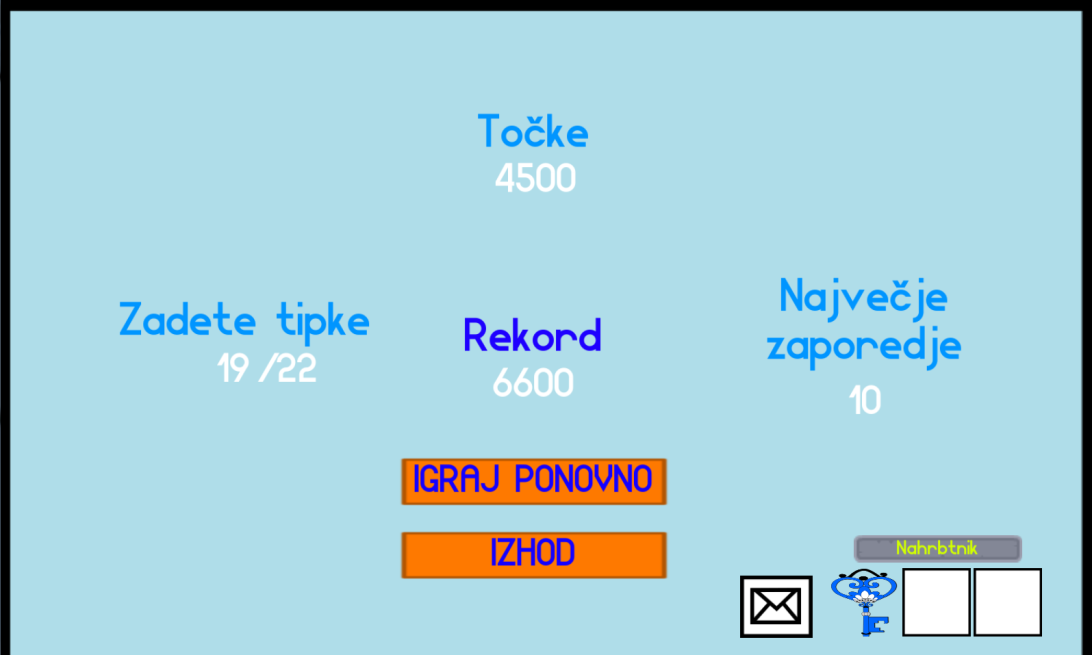 Točke
4500
Zadete tipke
19 /22
Rekord
6600
Največje
zaporedje
10
IGRAJ PONOVNO
IZHOD
Nahrbtnik